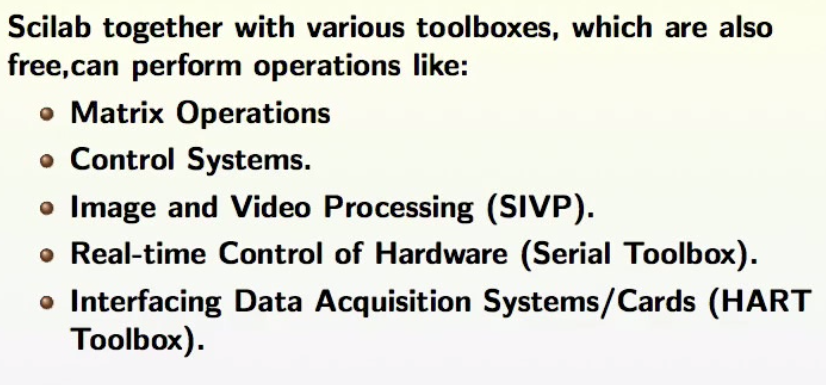 Scilab together with various toolboxes, which are also
free,can perform operations like:
Matrix Operations
Control Systems.
Image and Video Processing (SIVP).
Real-time Control of Hardware (Serial Toolbox).
Interfacing Data Acquisition Systems/Cards (HART
Toolbox).